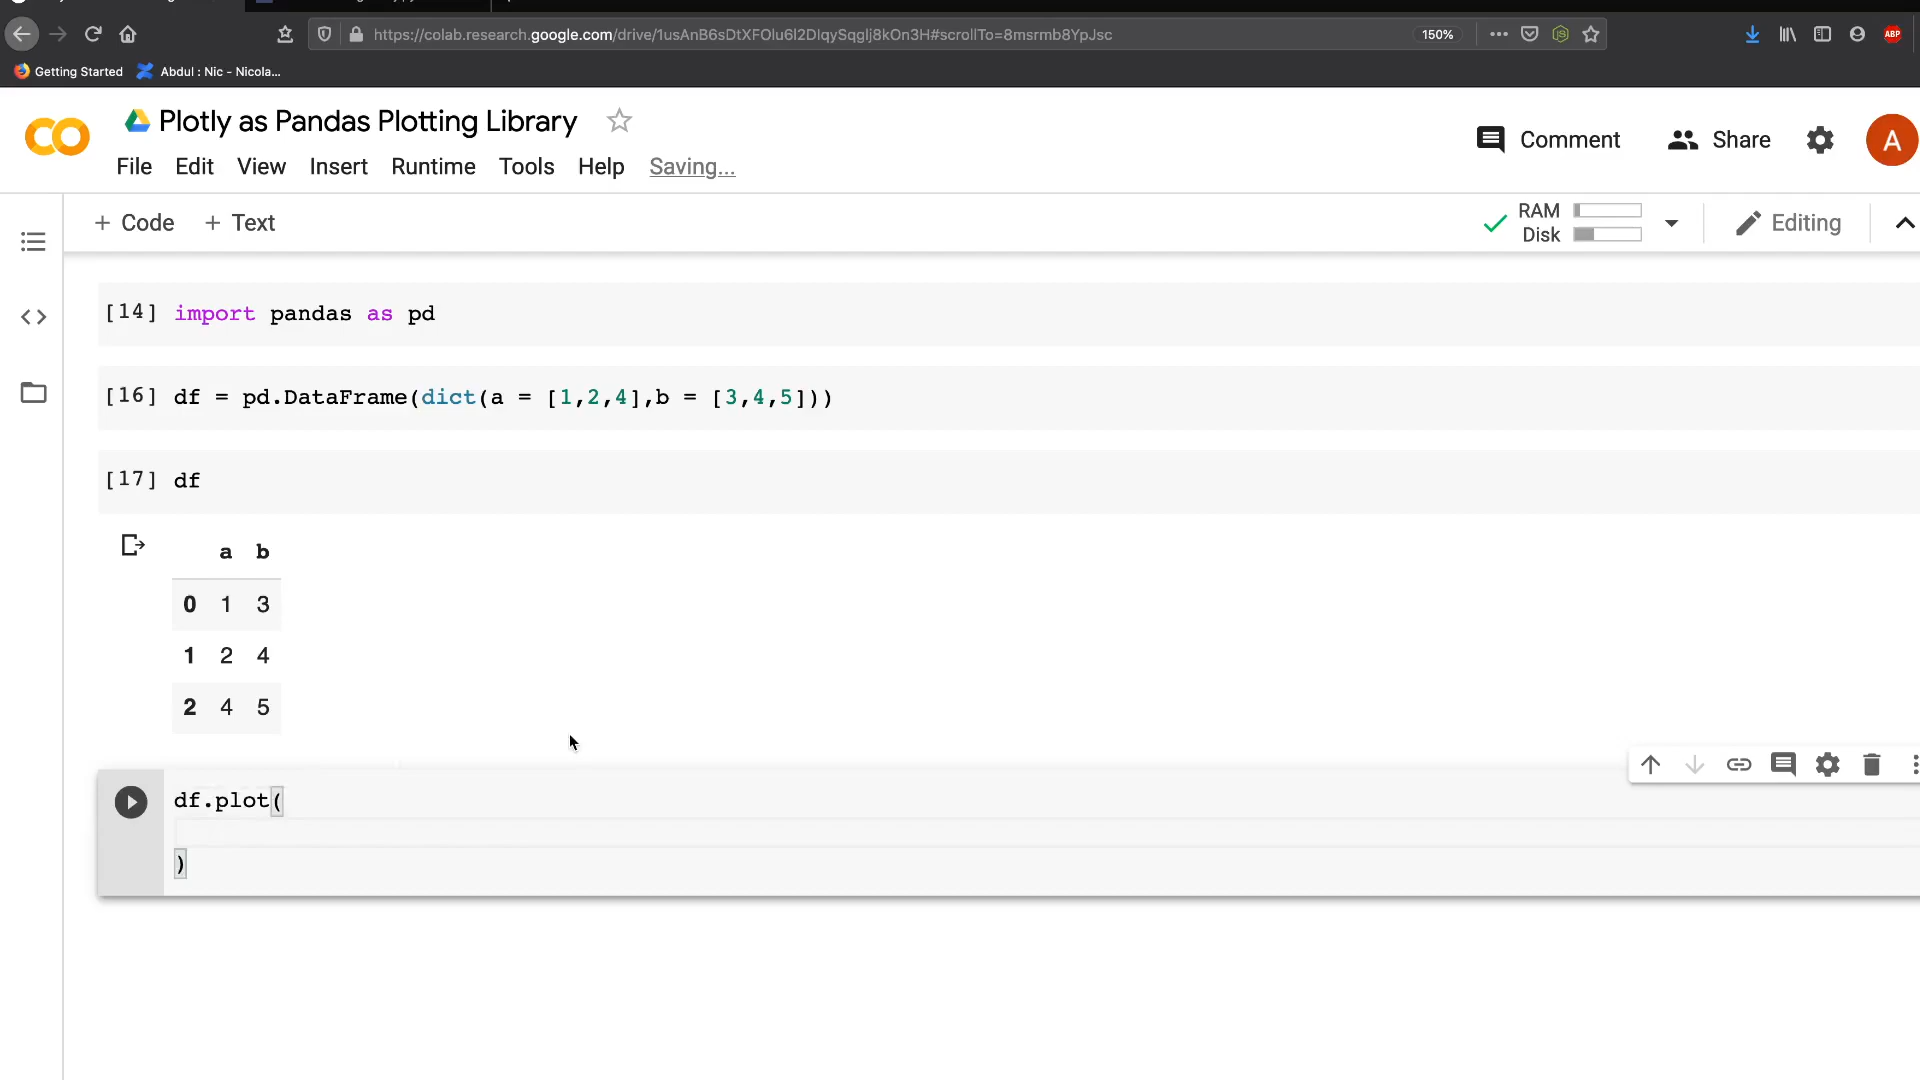 https://colab.research.google.com/drive/1usAnB6sDtXFOlu6I2DlqySqglj8kOn3H#scrollTo=8msrmb8YpJsc
150%
ABP
Getting Started
Abdul : Nic - Nicola...
Plotly as Pandas Plotting Library
Comment
Share
A
File Edit View Insert Runtime Tools Help Saving...
+ Code + Text
RAM
Disk
Editing
[14] import pandas as pd
[16] df = pd.DataFrame(dict(a = [1,2,4],b = [3,4,5]))
[17] df
a b
0 1 3
1 2 4
2 4 5
df.plot(
)